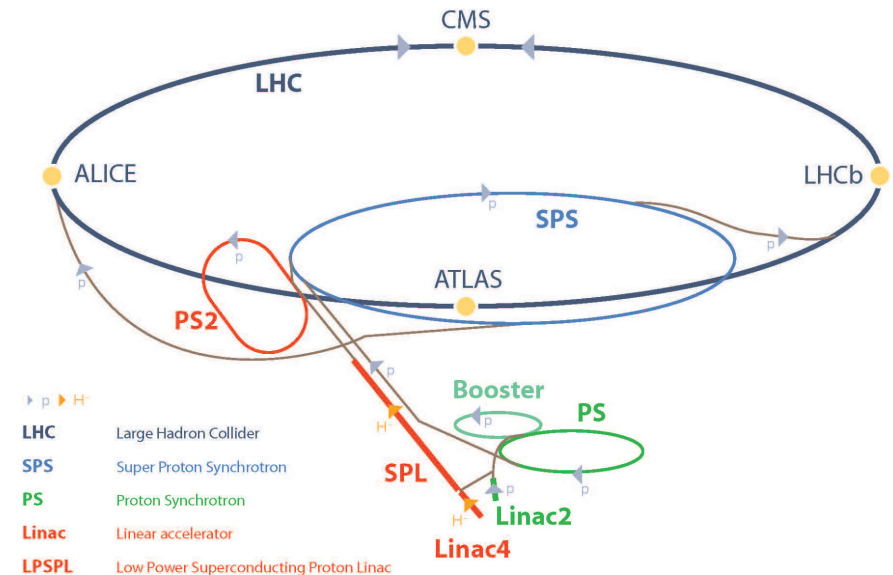 CMS
LHC
ALICE
LHCb
p
SPS
p
p
ATLAS
p
PS2
p
Booster
p
PS
H⁻
SPL
p
p
H⁻
Linac2
Linac4
p H⁻
LHC Large Hadron Collider
SPS Super Proton Synchrotron
PS Proton Synchrotron
Linac Linear accelerator
LPSPL Low Power Superconducting Proton Linac